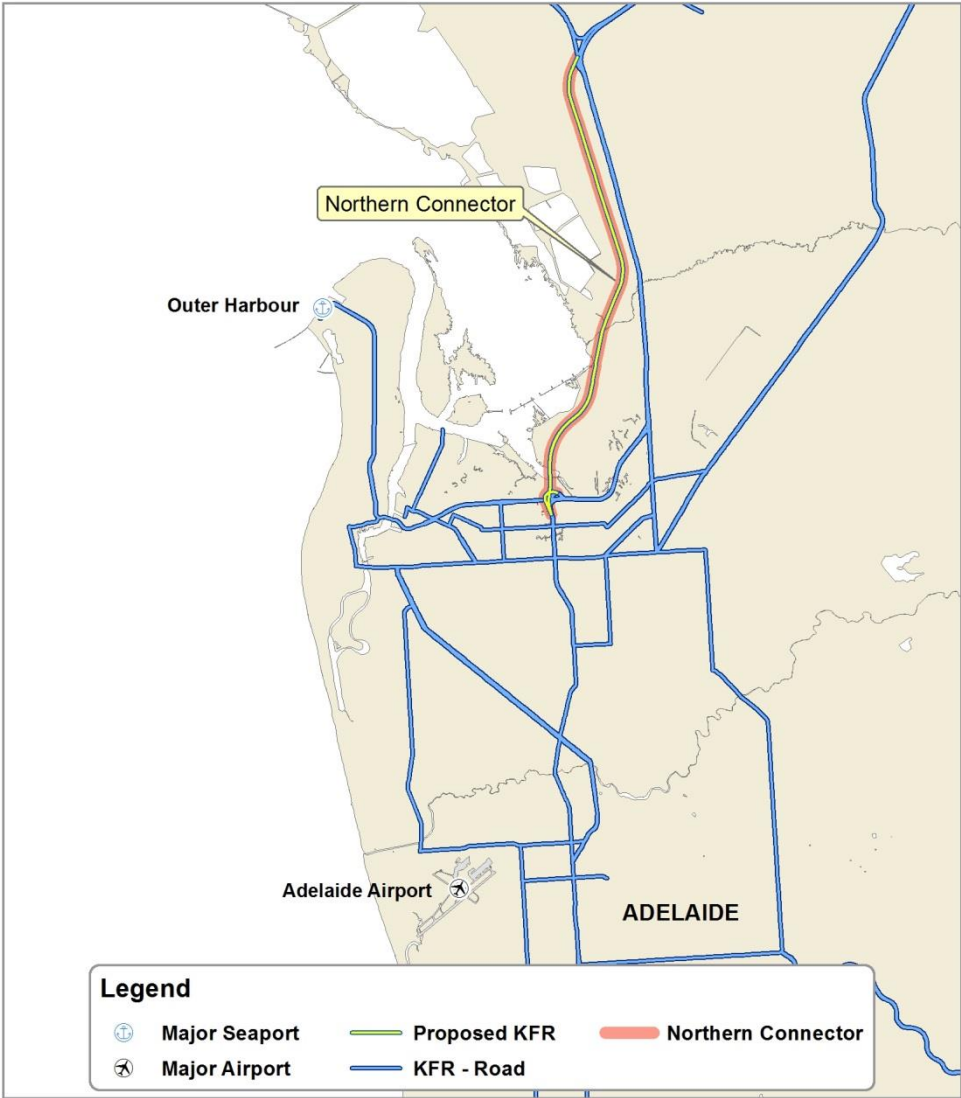 Northern Connector
Outer Harbour
Adelaide Airport
ADELAIDE
Legend
Major Seaport
Proposed KFR
Northern Connector
Major Airport
KFR - Road